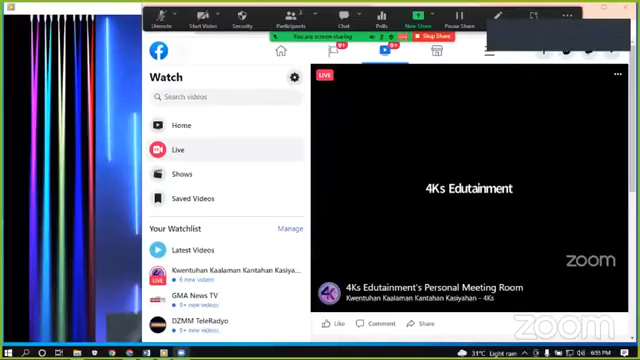 Unmute
Start Video
Security
Participants
Chat
Polls
New Share
Pause Share
You are screen sharing
LIVE
Stop Share
Watch
Search videos
Home
Live
Shows
Saved Videos
Your Watchlist
Manage
Latest Videos
Kwentuhan Kaalaman Kantahan Kasiya...
6 new videos
LIVE
GMA News TV
9+ new videos
DZMM TeleRadyo
9+ new videos
LIVE
4Ks Edutainment
zoom
4Ks Edutainment's Personal Meeting Room
Kwentuhan Kaalaman Kantahan Kasiyahan - 4Ks
Like
Comment
Share
zoom
31°C Light rain
6:55 PM